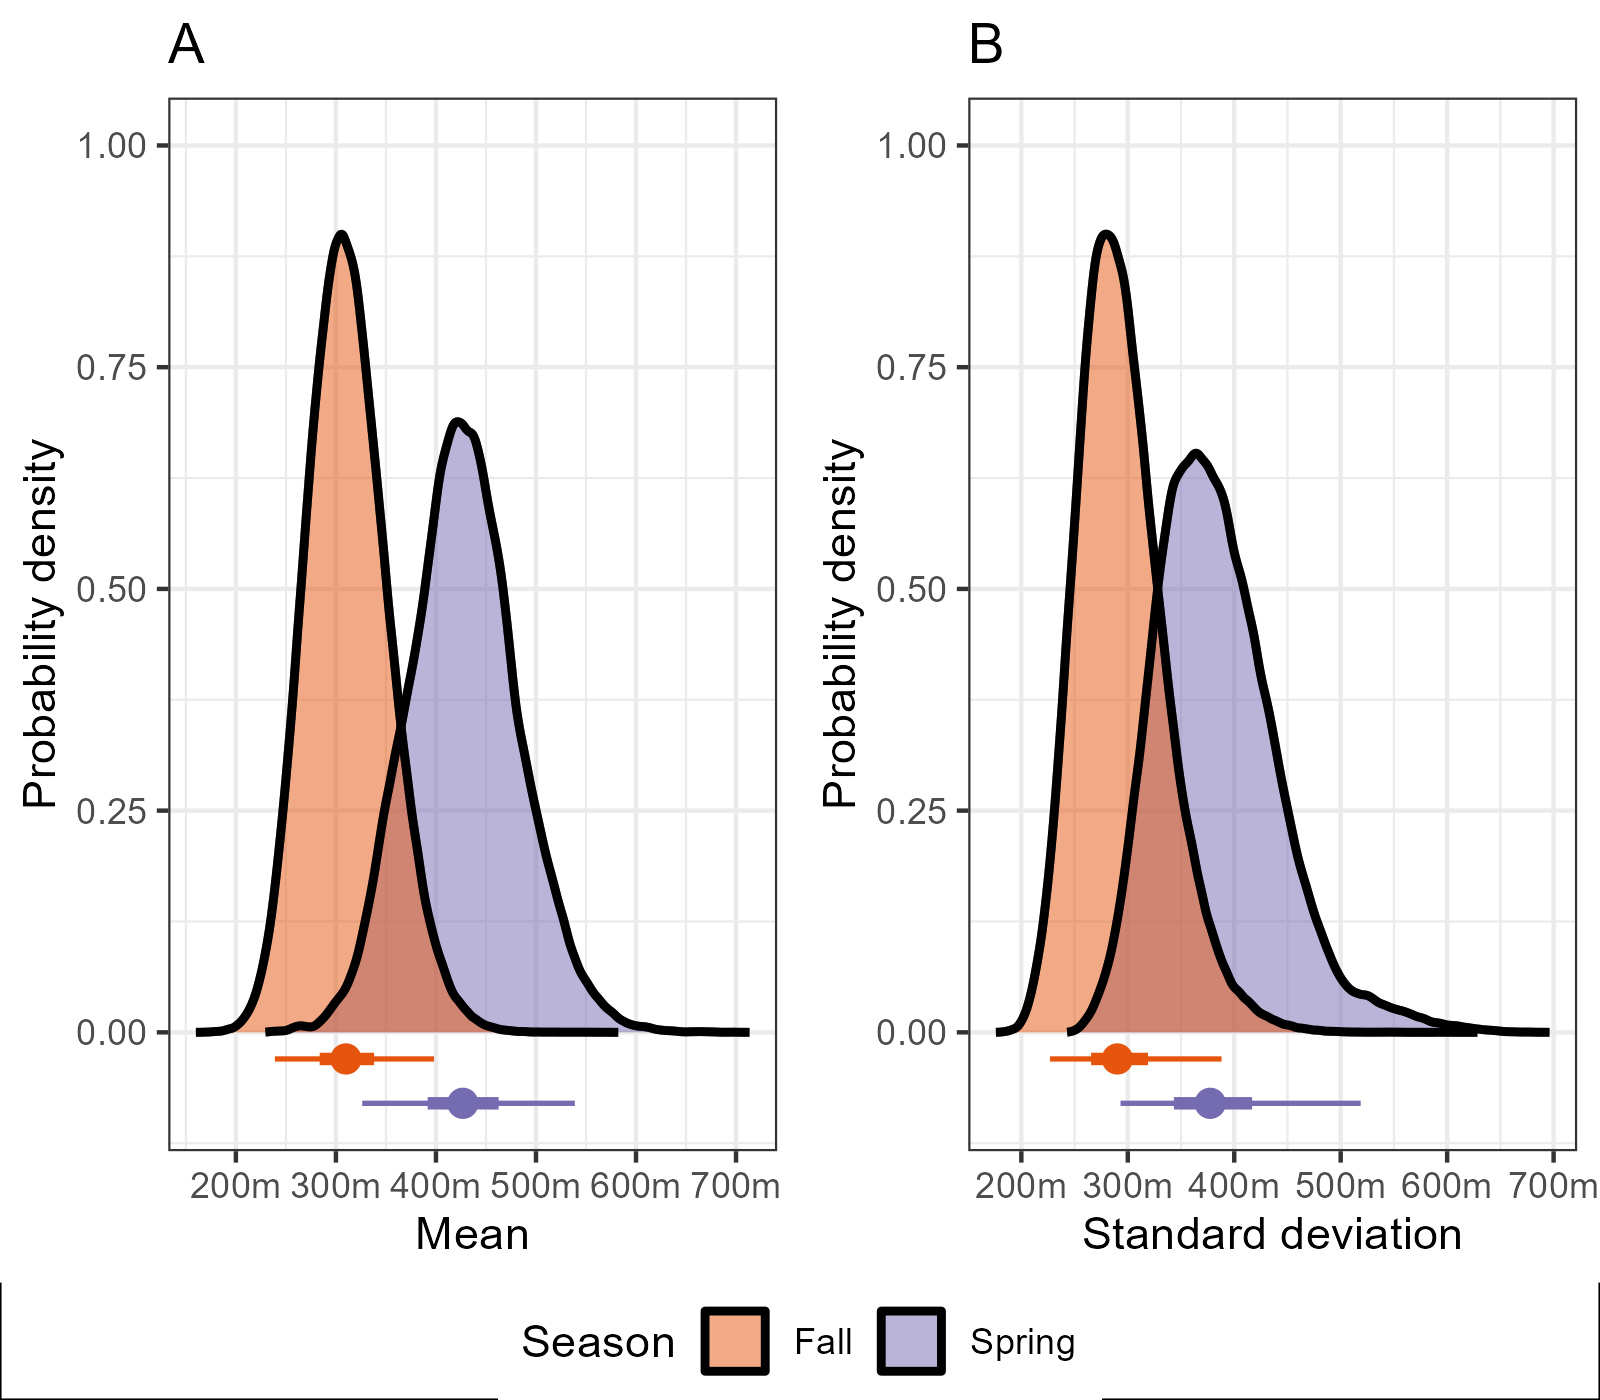 A
1.00
0.75
0.50
0.25
0.00
Probability density
200m 300m 400m 500m 600m 700m
Mean
B
1.00
0.75
0.50
0.25
0.00
Probability density
200m 300m 400m 500m 600m 700m
Standard deviation
Season Fall Spring